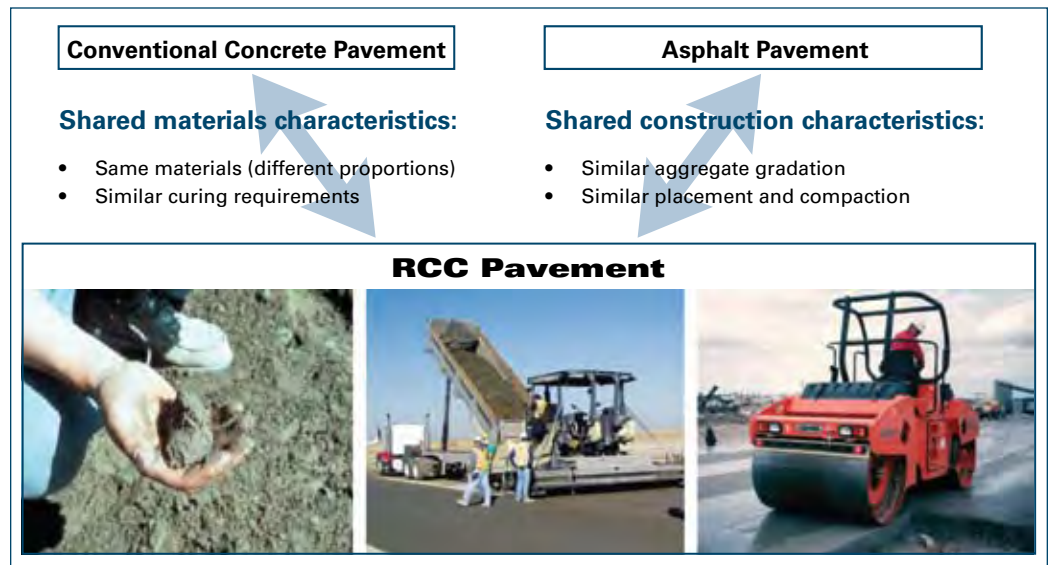 Conventional Concrete Pavement
Asphalt Pavement
Shared materials characteristics:
• Same materials (different proportions)
• Similar curing requirements
Shared construction characteristics:
• Similar aggregate gradation
• Similar placement and compaction
RCC Pavement